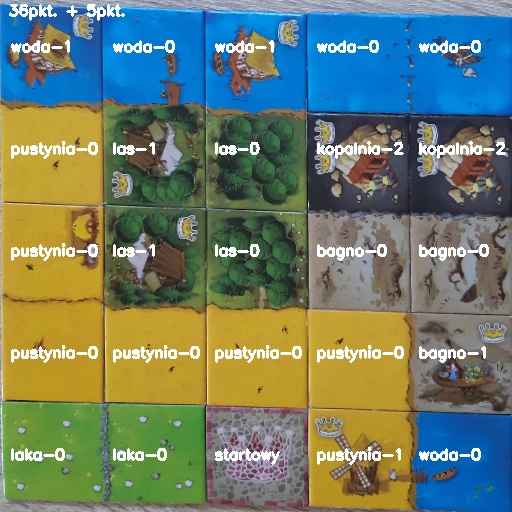 36pkt. + 5pkt.
woda-1 woda-0 woda-1 woda-0 woda-0
pustynia-0 las-1 las-0 kopalnia-2 kopalnia-2
pustynia-0 las-1 las-0 bagno-0 bagno-0
pustynia-0 pustynia-0 pustynia-0 pustynia-0 bagno-1
laka-0 laka-0 startowy pustynia-1 woda-0